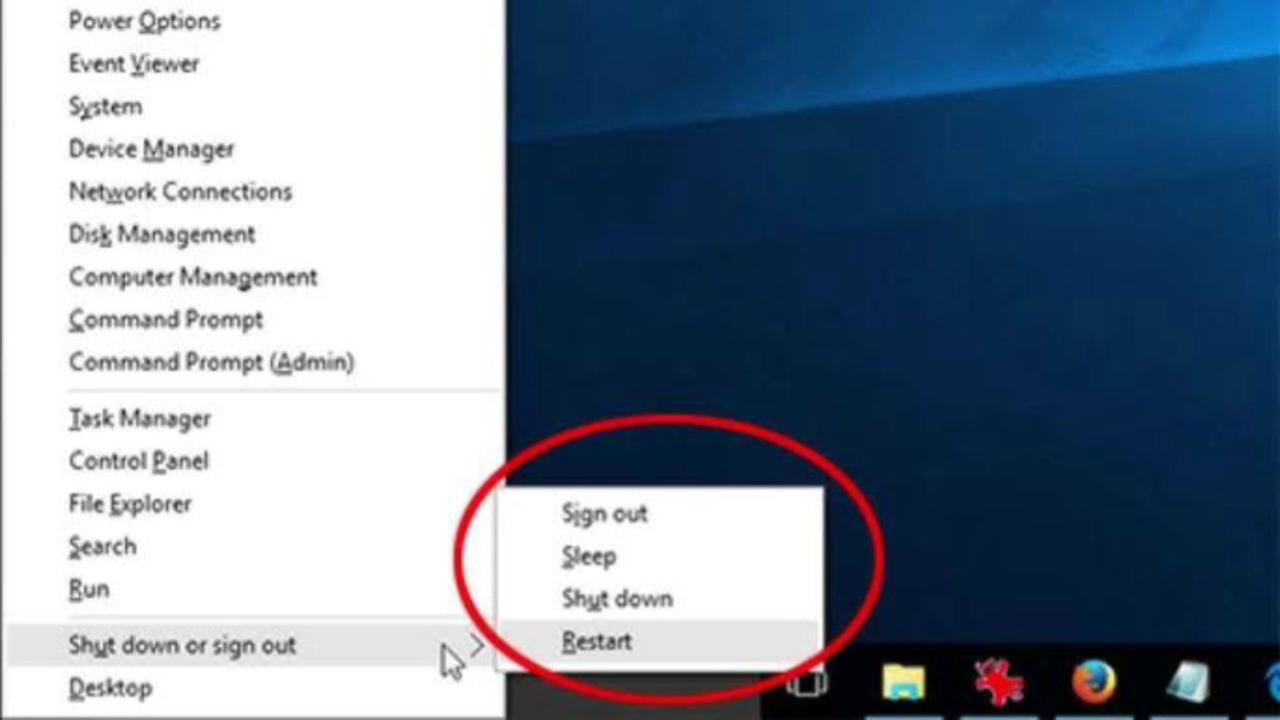 Power Options
Event Viewer
System
Device Manager
Network Connections
Disk Management
Computer Management
Command Prompt
Command Prompt (Admin)
Task Manager
Control Panel
File Explorer
Search
Run
Shut down or sign out
Desktop
Sign out
Sleep
Shut down
Restart